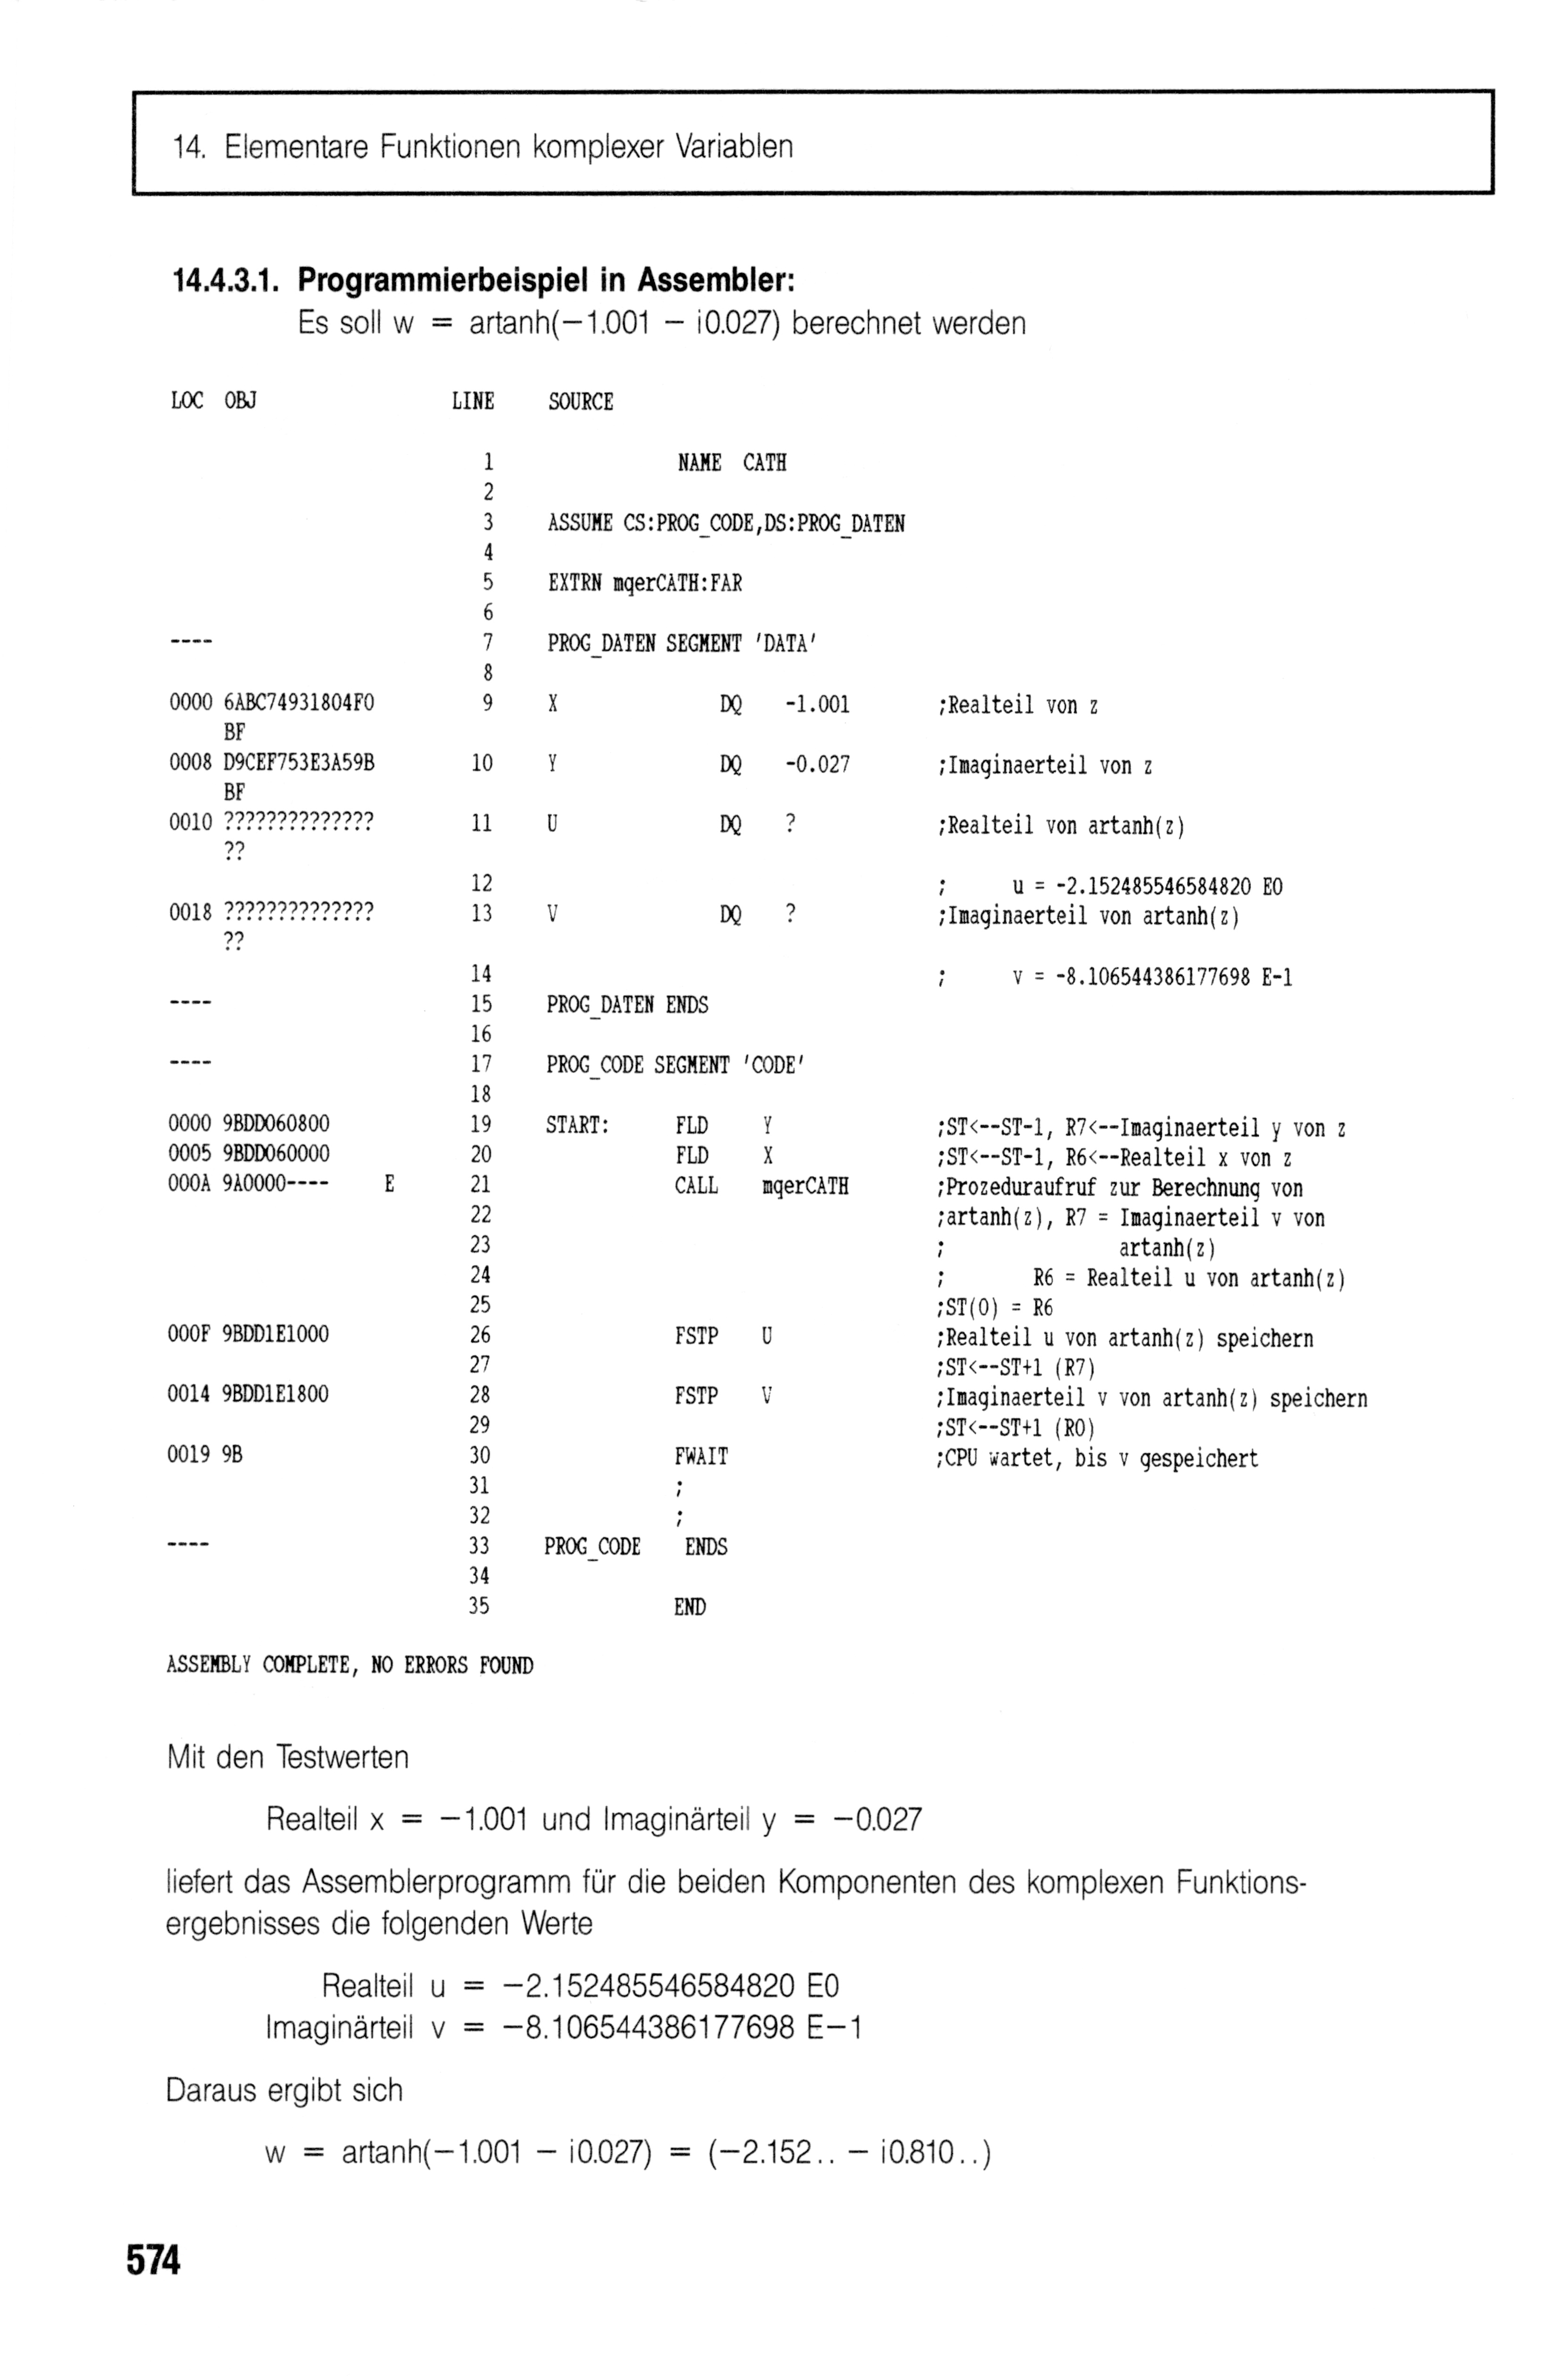 14. Elementare Funktionen komplexer Variablen
14.4.3.1. Programmierbeispiel in Assembler:
Es soll w = artanh(−1.001 − i0.027) berechnet werden
LOC OBJ LINE SOURCE
1 NAME CATH
2
3 ASSUME CS:PROG_CODE,DS:PROG_DATEN
4
5 EXTRN mqerCATH:FAR
6
---- 7 PROG_DATEN SEGMENT 'DATA'
8
0000 6ABC74931804F0 9 X DQ -1.001 ;Realteil von z
BF
0008 D9CEF753E3A59B 10 Y DQ -0.027 ;Imaginaerteil von z
BF
0010 ?????????????? 11 U DQ ? ;Realteil von artanh(z)
??
12 ; u = -2.152485546584820 E0
0018 ?????????????? 13 V DQ ? ;Imaginaerteil von artanh(z)
??
14 ; v = -8.106544386177698 E-1
---- 15 PROG_DATEN ENDS
16
---- 17 PROG_CODE SEGMENT 'CODE'
18
0000 9BDD060800 19 START: FLD Y ;ST<--ST-1, R7<--Imaginaerteil y von z
0005 9BDD060000 20 FLD X ;ST<--ST-1, R6<--Realteil x von z
000A 9A0000---- E 21 CALL mqerCATH ;Prozeduraufruf zur Berechnung von
22 ;artanh(z), R7 = Imaginaerteil v von
23 ; artanh(z)
24 ; R6 = Realteil u von artanh(z)
25 ;ST(0) = R6
000F 9BDD1E1000 26 FSTP U ;Realteil u von artanh(z) speichern
27 ;ST<--ST+1 (R7)
0014 9BDD1E1800 28 FSTP V ;Imaginaerteil v von artanh(z) speichern
29 ;ST<--ST+1 (R0)
0019 9B 30 FWAIT ;CPU wartet, bis v gespeichert
31 ;
32 ;
---- 33 PROG_CODE ENDS
34
35 END
ASSEMBLY COMPLETE, NO ERRORS FOUND
Mit den Testwerten
Realteil x = −1.001 und Imaginärteil y = −0.027
liefert das Assemblerprogramm für die beiden Komponenten des komplexen Funktions-
ergebnisses die folgenden Werte
Realteil u = −2.152485546584820 E0
Imaginärteil v = −8.106544386177698 E−1
Daraus ergibt sich
w = artanh(−1.001 − i0.027) = (−2.152.. − i0.810..)
574